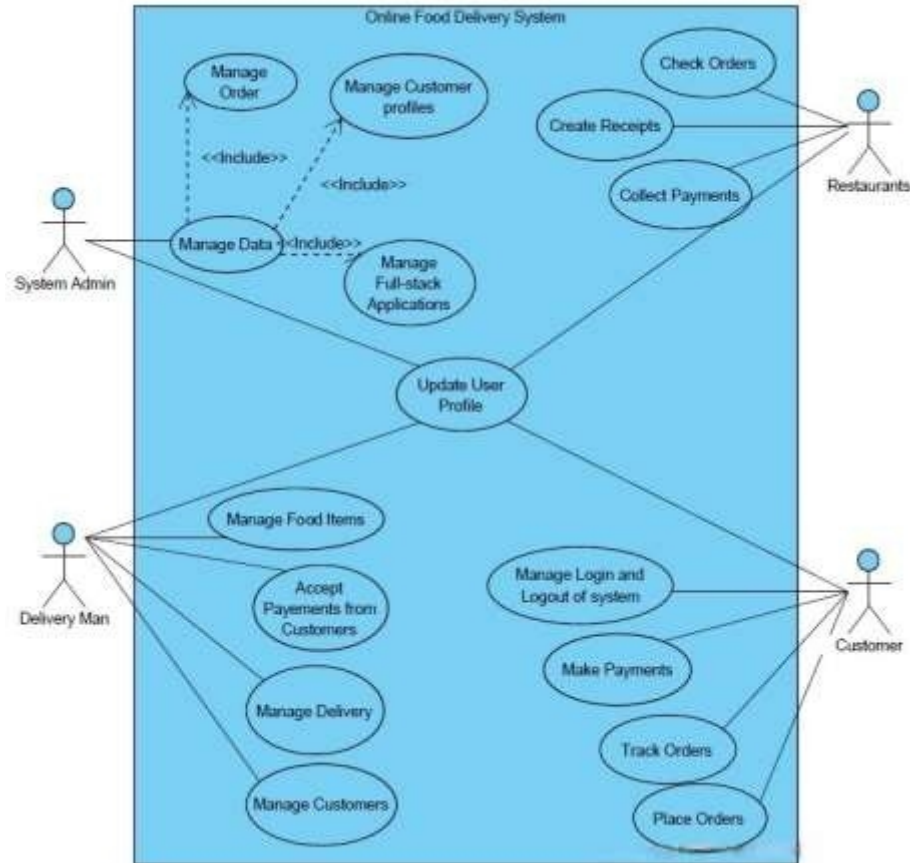 Online Food Delivery System
Manage
Order
Manage Customer
profiles
Check Orders
Create Receipts
Collect Payments
Restaurants
<<Include>>
<<Include>>
<<Include>>
Manage Data
System Admin
Manage
Full-stack
Applications
Update User
Profile
Manage Food Items
Accept
Payements from
Customers
Delivery Man
Manage Delivery
Manage Customers
Manage Login and
Logout of system
Make Payments
Customer
Track Orders
Place Orders